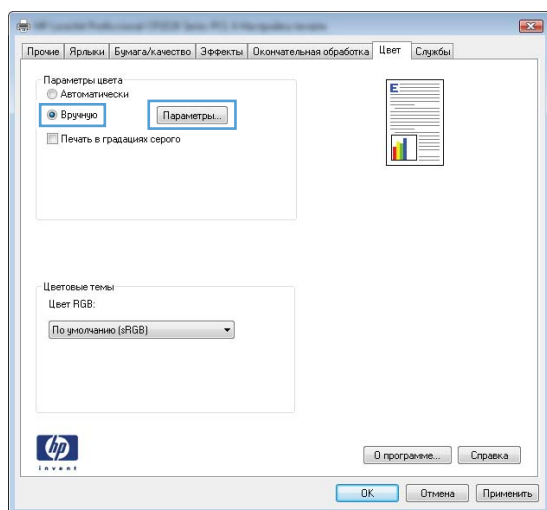 Прочие Ярлыки Бумага/качество Эффекты Окончательная обработка Цвет Службы
Параметры цвета
Автоматически
Вручную Параметры...
Печать в градациях серого
E
Цветовые темы
Цвет RGB:
По умолчанию (sRGB)
hp
invent
О программе... Справка
OK Отмена Применить